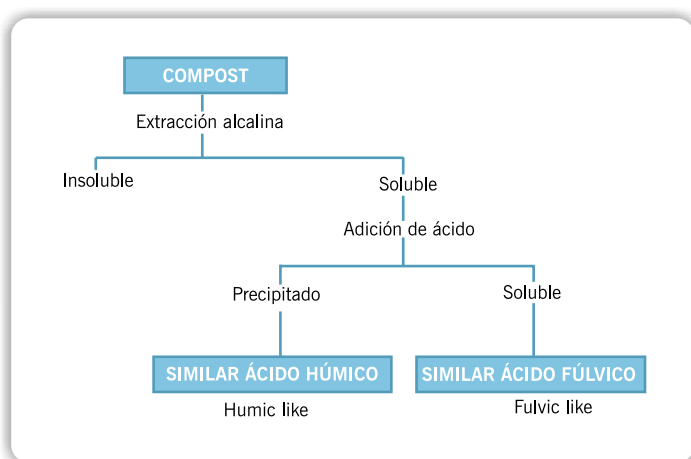 COMPOST
Extracción alcalina
Insoluble
Soluble
Adición de ácido
Precipitado
Soluble
SIMILAR ÁCIDO HÚMICO
SIMILAR ÁCIDO FÚLVICO
Humic like
Fulvic like